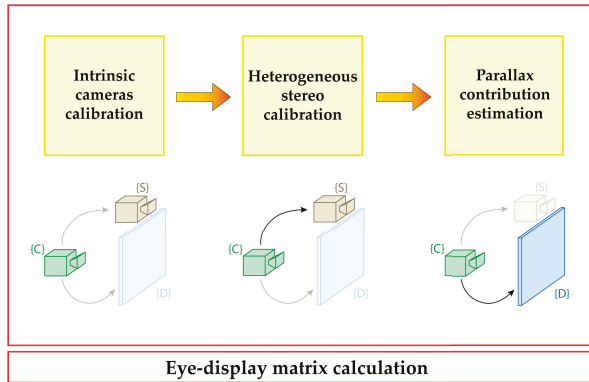 Intrinsic
cameras
calibration
Heterogeneous
stereo
calibration
Parallax
contribution
estimation
{S}
{C}
{D}
{S}
{C}
{D}
{S}
{C}
{D}
Eye-display matrix calculation